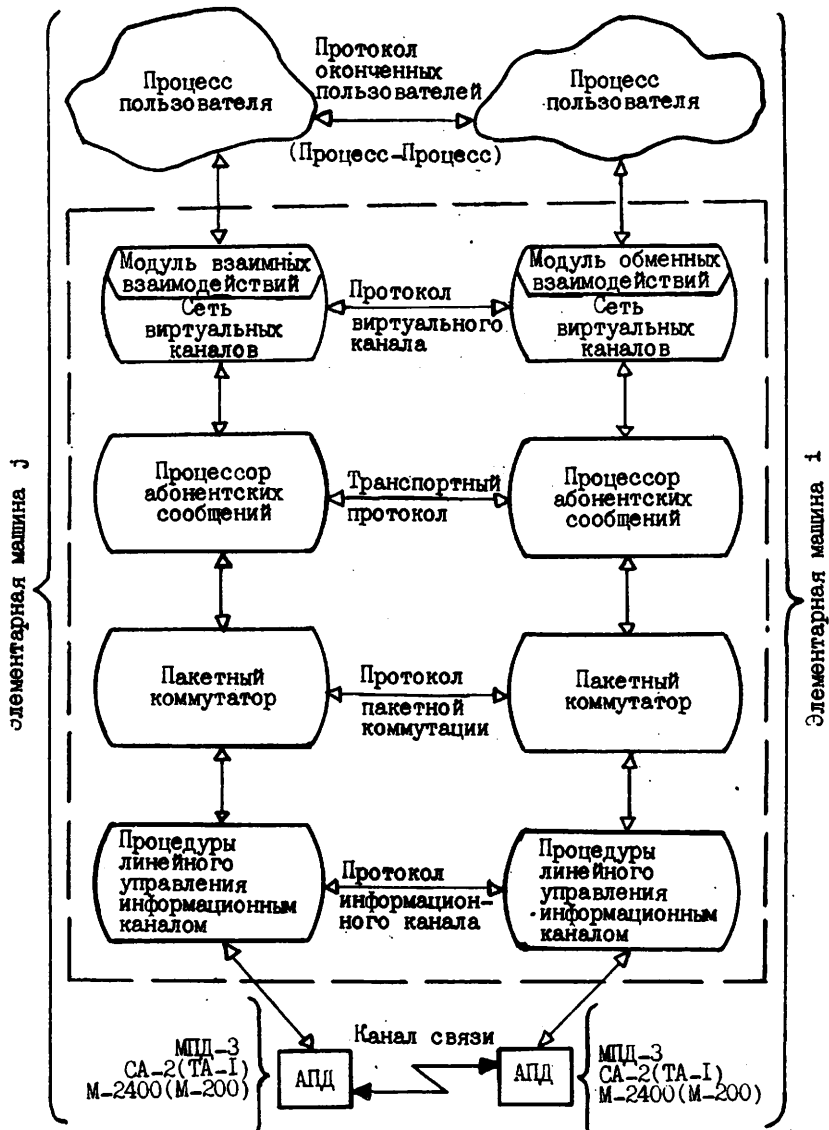 Процесс
пользователя
Протокол
оконченных
пользователей
(Процесс-Процесс)
Процесс
пользователя
Модуль взаимных
взаимодействий
Сеть
виртуальных
каналов
Протокол
виртуального
канала
Модуль обменных
взаимодействий
Сеть
виртуальных
каналов
Процессор
абонентских
сообщений
Транспортный
протокол
Процессор
абонентских
сообщений
Пакетный
коммутатор
Протокол
пакетной
коммутации
Пакетный
коммутатор
Процедуры
линейного
управления
информационным
каналом
Протокол
информацион-
ного канала
Процедуры
линейного
управления
информационным
каналом
Элементарная машина j
Элементарная машина i
МПД-3
СА-2(ТА-I)
М-2400(М-200)
АПД
Канал связи
АПД
МПД-3
СА-2(ТА-I)
М-2400(М-200)